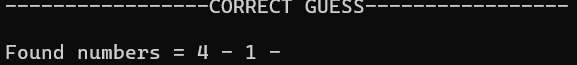 -----------------CORRECT GUESS-----------------
Found numbers = 4 - 1 -